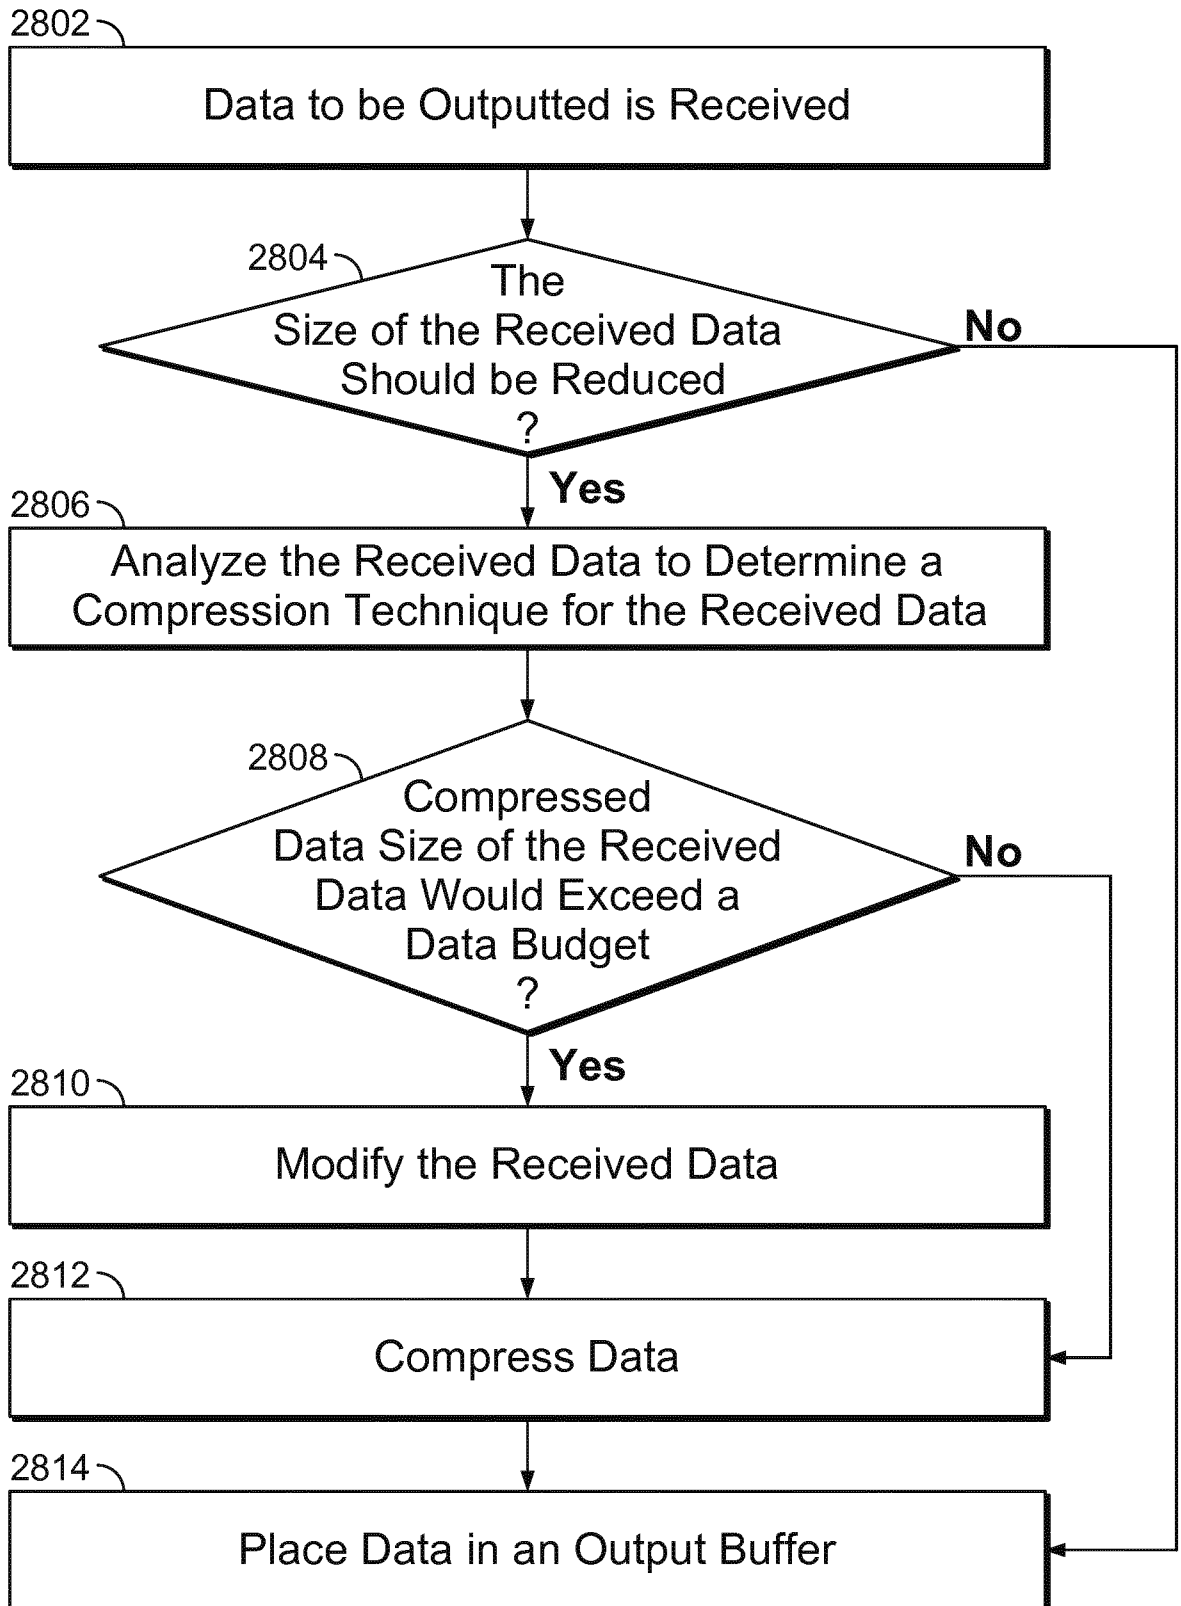 2802
Data to be Outputted is Received
2804
The
Size of the Received Data
Should be Reduced
?
No
Yes
2806
Analyze the Received Data to Determine a
Compression Technique for the Received Data
2808
Compressed
Data Size of the Received
Data Would Exceed a
Data Budget
?
No
Yes
2810
Modify the Received Data
2812
Compress Data
2814
Place Data in an Output Buffer